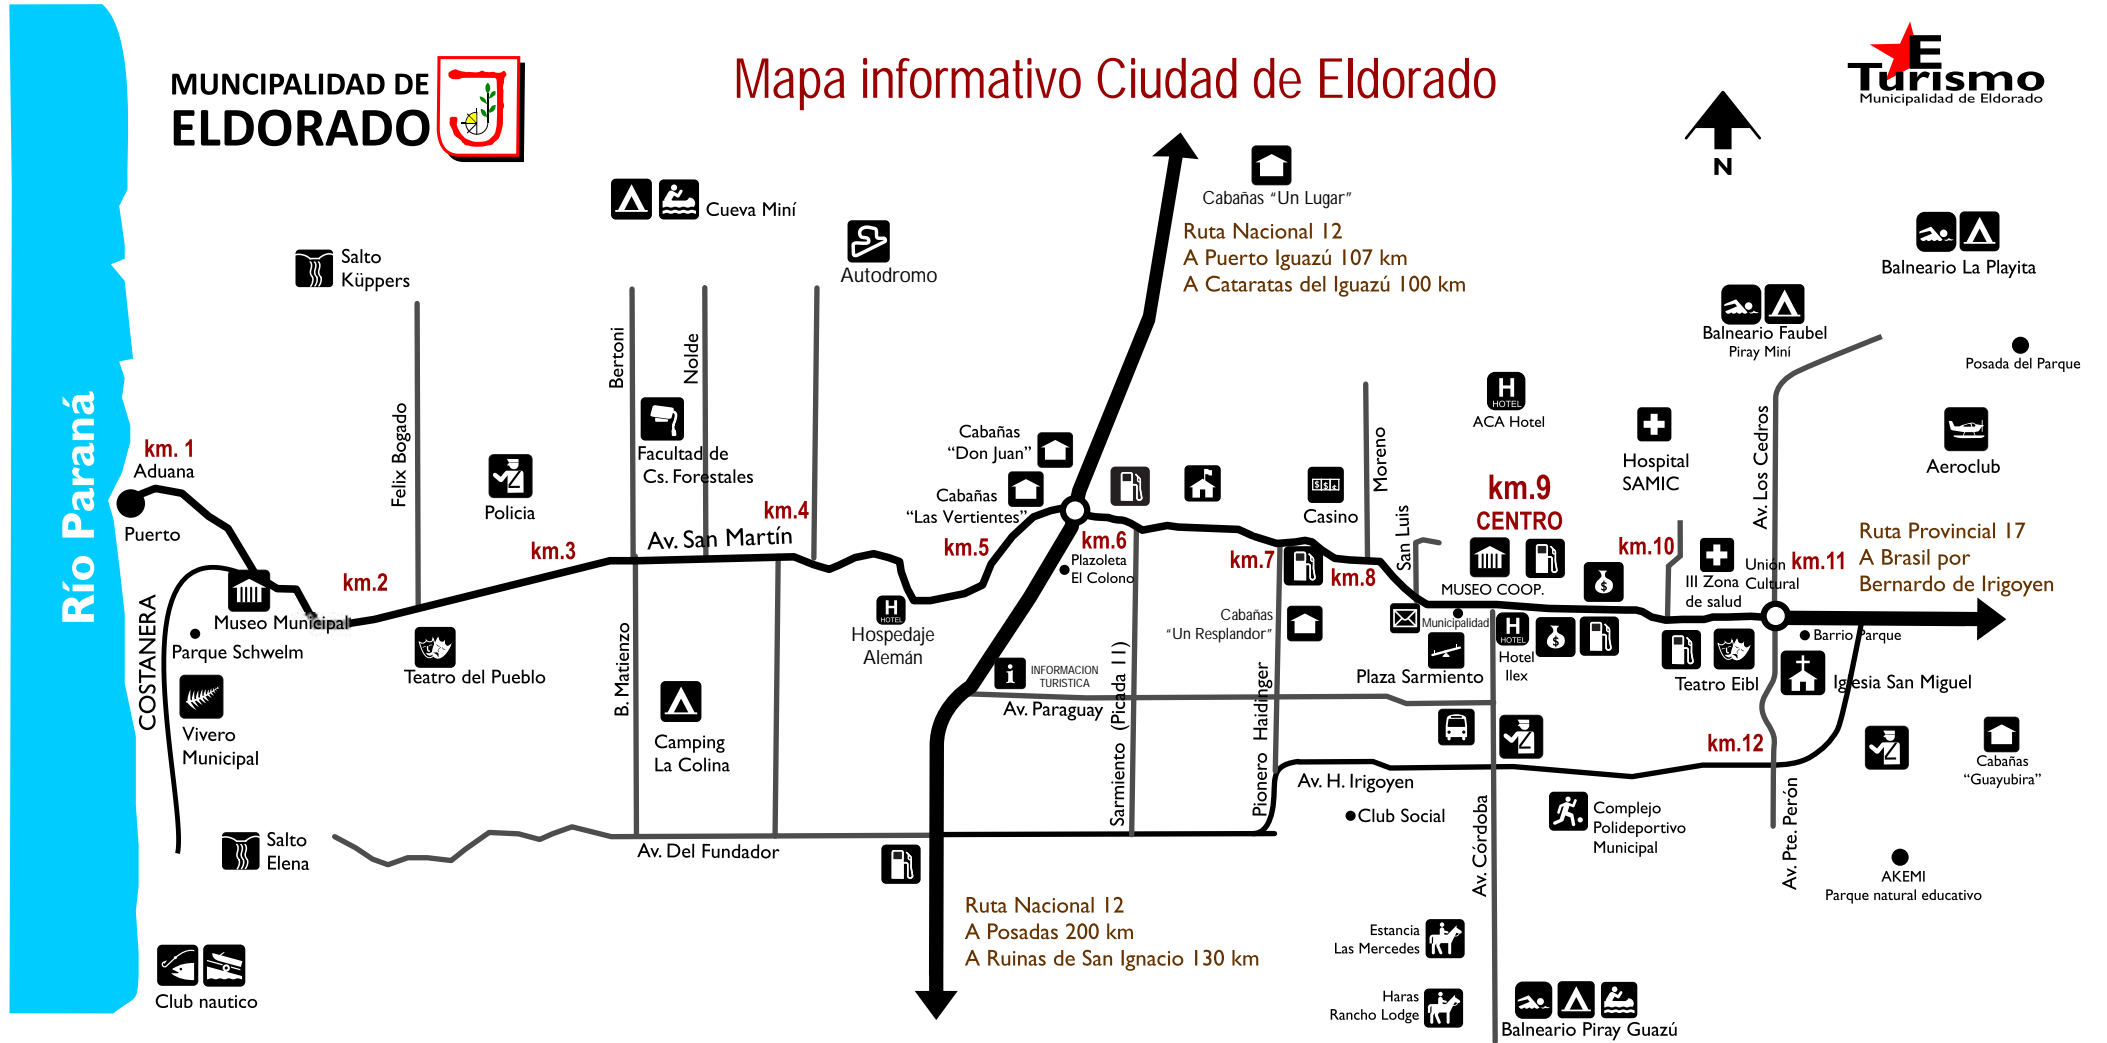 MUNCIPALIDAD DE
ELDORADO
Mapa informativo Ciudad de Eldorado
E
Turismo
Municipalidad de Eldorado
N
Cabañas "Un Lugar"
Ruta Nacional 12
A Puerto Iguazú 107 km
A Cataratas del Iguazú 100 km
Cueva Miní
Autodromo
Salto
Küppers
Balneario La Playita
Balneario Faubel
Piray Miní
Posada del Parque
Río Paraná
km. 1
Aduana
Puerto
Felix Bogado
Policia
Bertoni
Nolde
Facultad de
Cs. Forestales
km.4
Av. San Martín
km.3
km.2
Cabañas
"Don Juan"
Cabañas
"Las Vertientes"
km.5
km.6
Plazoleta
El Colono
Casino
Moreno
San Luis
H
HOTEL
ACA Hotel
km.9
CENTRO
Hospital
SAMIC
Av. Los Cedros
Aeroclub
km.7
km.8
MUSEO COOP.
km.10
III Zona
de salud
Unión
Cultural
km.11
Ruta Provincial 17
A Brasil por
Bernardo de Irigoyen
COSTANERA
Museo Municipal
Parque Schwelm
Vivero
Municipal
Teatro del Pueblo
B. Matienzo
Camping
La Colina
H
HOTEL
Hospedaje
Alemán
i
INFORMACION
TURISTICA
Av. Paraguay
Sarmiento (Picada 11)
Cabañas
"Un Resplandor"
Pionero Haidinger
Municipalidad
Plaza Sarmiento
H
HOTEL
Hotel
Ilex
Teatro Eibl
Barrio Parque
Iglesia San Miguel
km.12
Cabañas
"Guayubira"
Av. H. Irigoyen
Club Social
Av. Córdoba
Complejo
Polideportivo
Municipal
Av. Pte. Perón
AKEMI
Parque natural educativo
Salto
Elena
Av. Del Fundador
Ruta Nacional 12
A Posadas 200 km
A Ruinas de San Ignacio 130 km
Club nautico
Estancia
Las Mercedes
Haras
Rancho Lodge
Balneario Piray Guazú